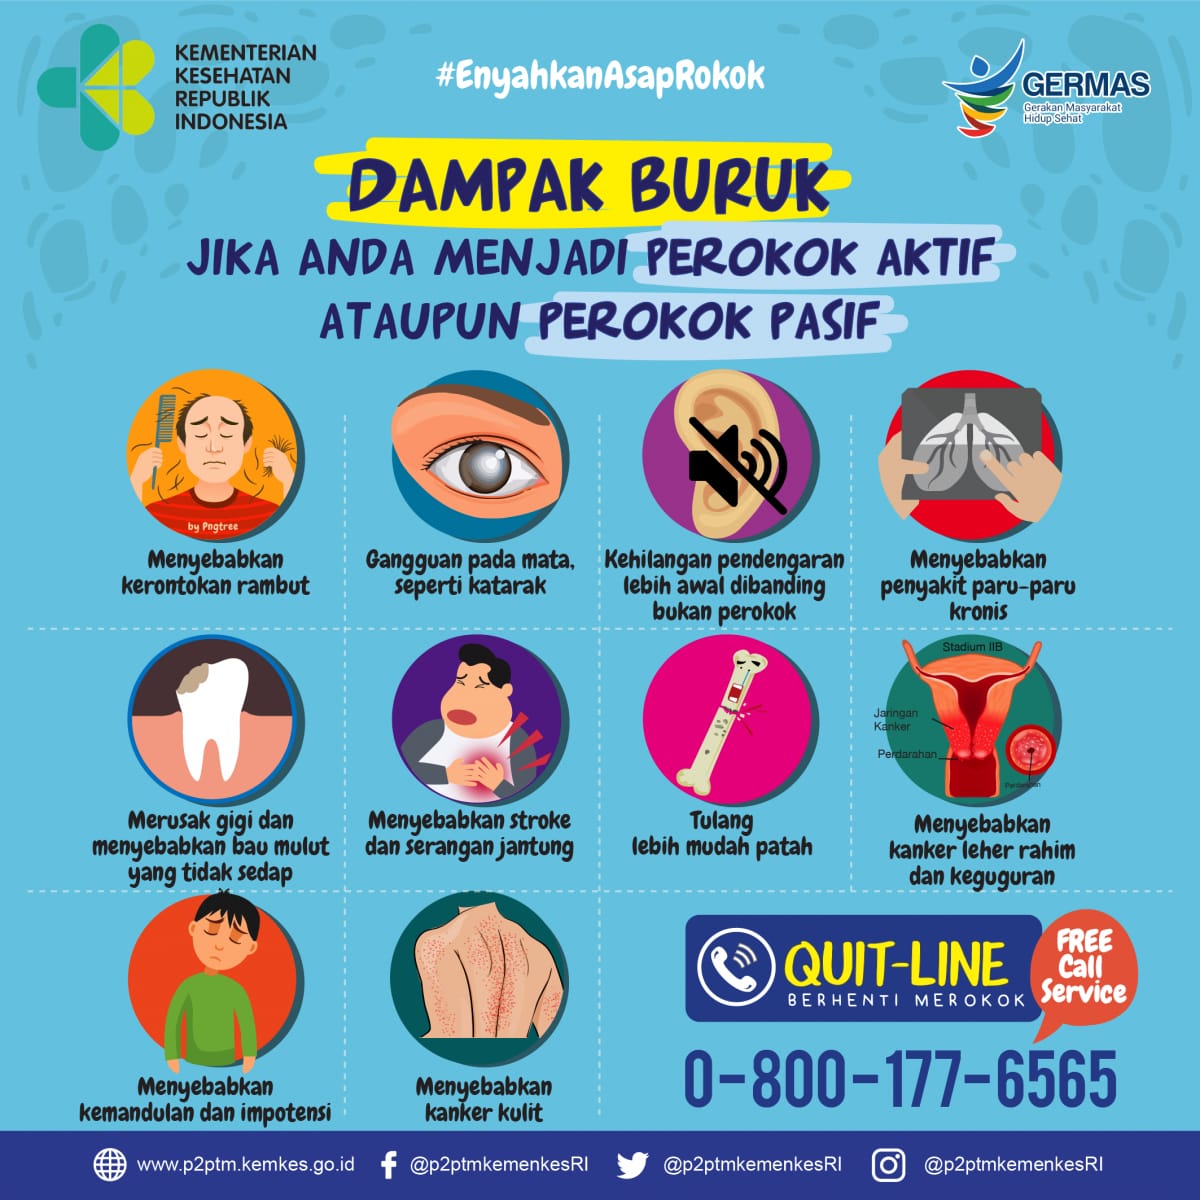 KEMENTERIAN
KESEHATAN
REPUBLIK
INDONESIA
#EnyahkanAsapRokok
GERMAS
Gerakan Masyarakat
Hidup Sehat
DAMPAK BURUK
JIKA ANDA MENJADI PEROKOK AKTIF
ATAUPUN PEROKOK PASIF
by Pngtree
Menyebabkan
kerontokan rambut
Gangguan pada mata,
seperti katarak
Kehilangan pendengaran
lebih awal dibanding
bukan perokok
Menyebabkan
penyakit paru-paru
kronis
Merusak gigi dan
menyebabkan bau mulut
yang tidak sedap
Menyebabkan stroke
dan serangan jantung
Tulang
lebih mudah patah
Stadium IIB
Jaringan
Kanker
Perdarahan
Perdarahan
Menyebabkan
kanker leher rahim
dan keguguran
Menyebabkan
kemandulan dan impotensi
Menyebabkan
kanker kulit
QUIT-LINE
BERHENTI MEROKOK
FREE
Call
Service
0-800-177-6565
www.p2ptm.kemkes.go.id
@p2ptmkemenkesRI
@p2ptmkemenkesRI
@p2ptmkemenkesRI